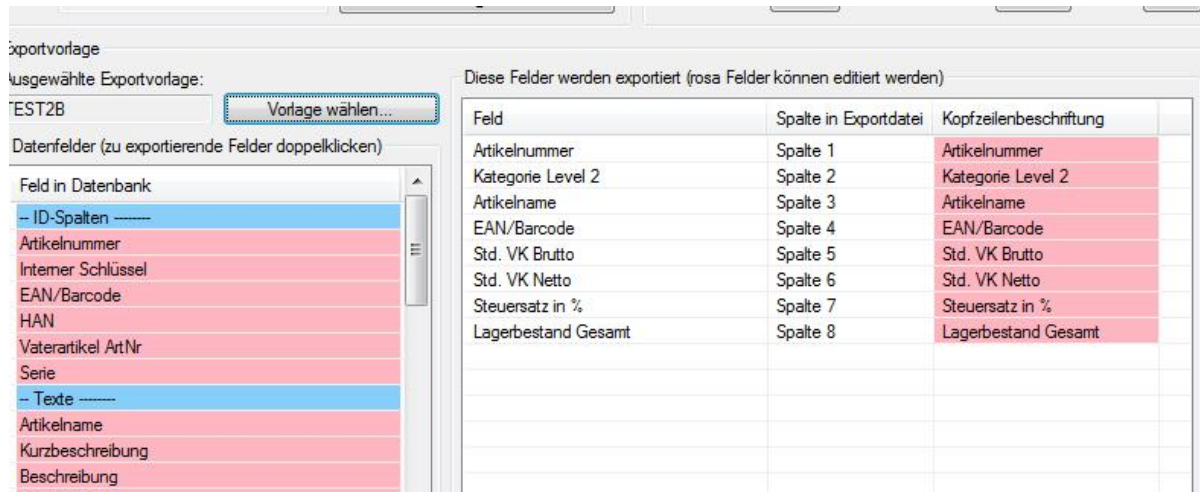 Exportvorlage
Ausgewählte Exportvorlage:
TEST2B
Vorlage wählen...
Datenfelder (zu exportierende Felder doppelklicken)
Feld in Datenbank
-- ID-Spalten --------
Artikelnummer
Interner Schlüssel
EAN/Barcode
HAN
Vaterartikel ArtNr
Serie
-- Texte --------
Artikelname
Kurzbeschreibung
Beschreibung
Diese Felder werden exportiert (rosa Felder können editiert werden)
Feld Spalte in Exportdatei Kopfzeilenbeschriftung
Artikelnummer Spalte 1 Artikelnummer
Kategorie Level 2 Spalte 2 Kategorie Level 2
Artikelname Spalte 3 Artikelname
EAN/Barcode Spalte 4 EAN/Barcode
Std. VK Brutto Spalte 5 Std. VK Brutto
Std. VK Netto Spalte 6 Std. VK Netto
Steuersatz in % Spalte 7 Steuersatz in %
Lagerbestand Gesamt Spalte 8 Lagerbestand Gesamt